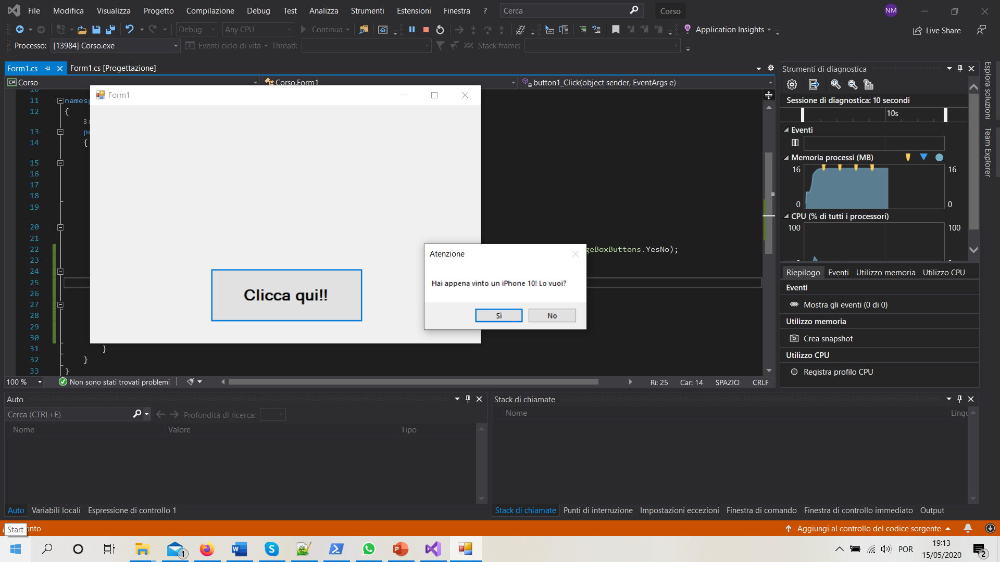 File Modifica Visualizza Progetto Compilazione Debug Test Analizza Strumenti Estensioni Finestra ? Cerca Corso NM
Debug Any CPU Continua Application Insights Live Share
Processo: [13984] Corso.exe Eventi ciclo di vita Thread: Stack frame:
Form1.cs Form1.cs [Progettazione]
C# Corso Corso.Form1 button1_Click(object sender, EventArgs e)
11 namesp
12 {
3
13 pu
14 {
15
16
17
18
19
20
21
22 geBoxButtons.YesNo);
23
24
25
26
27
28
29
30
31 }
32 }
33 }
Form1
Clicca qui!!
Atenzione
Hai appena vinto un iPhone 10! Lo vuoi?
Sì No
100 % Non sono stati trovati problemi Ri: 25 Car: 14 SPAZIO CRLF
Strumenti di diagnostica
Sessione di diagnostica: 10 secondi
10s
Eventi
Memoria processi (MB)
16 16
0 0
CPU (% di tutti i processori)
100 100
Riepilogo Eventi Utilizzo memoria Utilizzo CPU
Eventi
Mostra gli eventi (0 di 0)
Utilizzo memoria
Crea snapshot
Utilizzo CPU
Registra profilo CPU
Esplora soluzioni
Team Explorer
Auto
Cerca (CTRL+E) Profondità di ricerca:
Nome Valore Tipo
Auto Variabili locali Espressione di controllo 1
Stack di chiamate
Nome Lingu
Stack di chiamate Punti di interruzione Impostazioni eccezioni Finestra di comando Finestra di controllo immediato Output
Start onto Aggiungi al controllo del codice sorgente
1 POR 19:13
15/05/2020 2